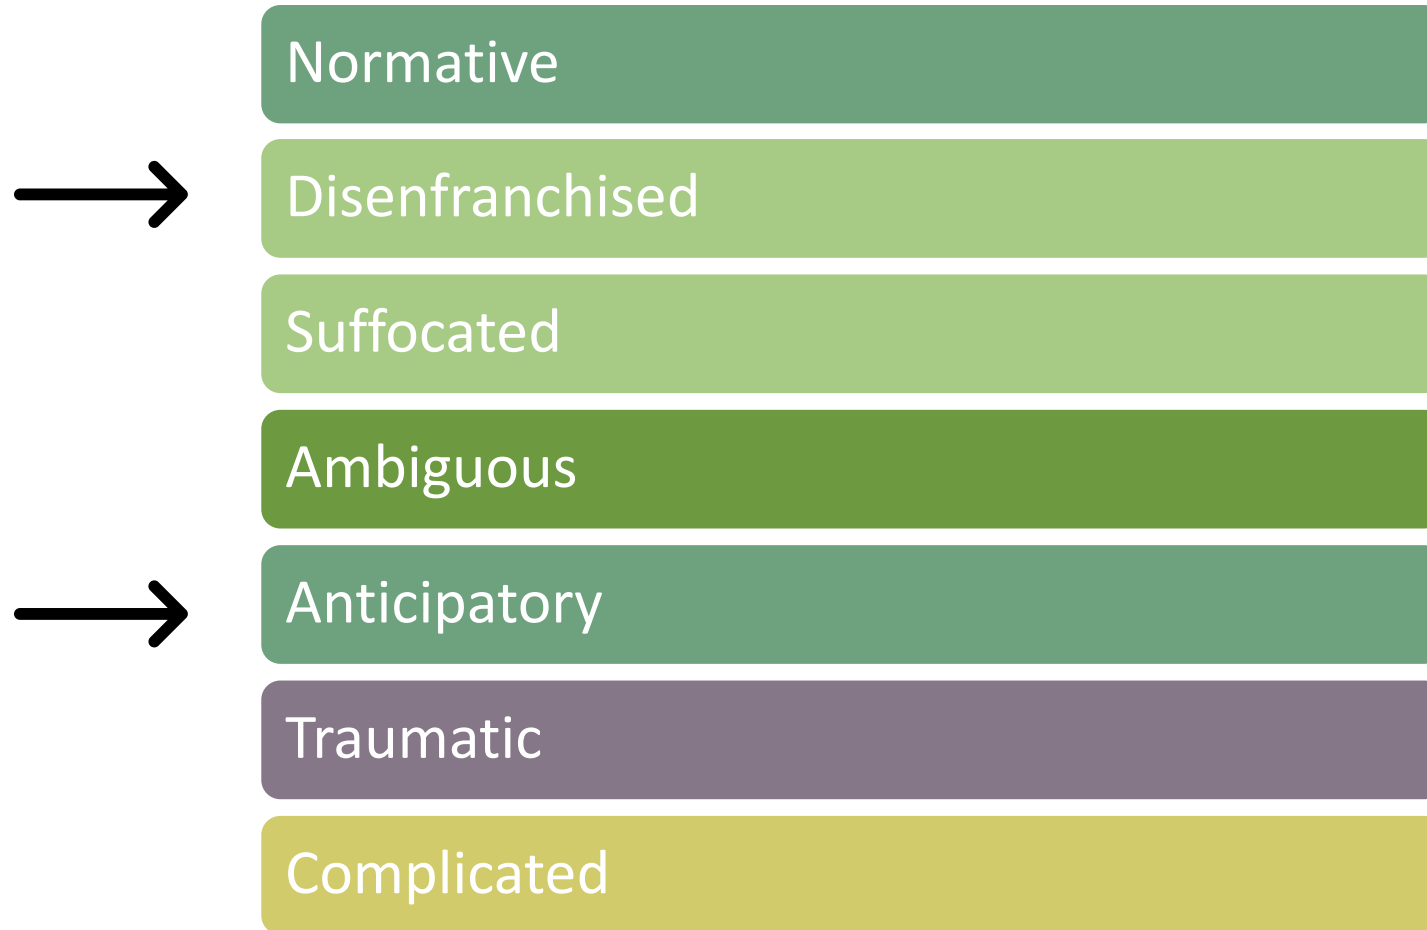 Normative
Disenfranchised
Suffocated
Ambiguous
Anticipatory
Traumatic
Complicated